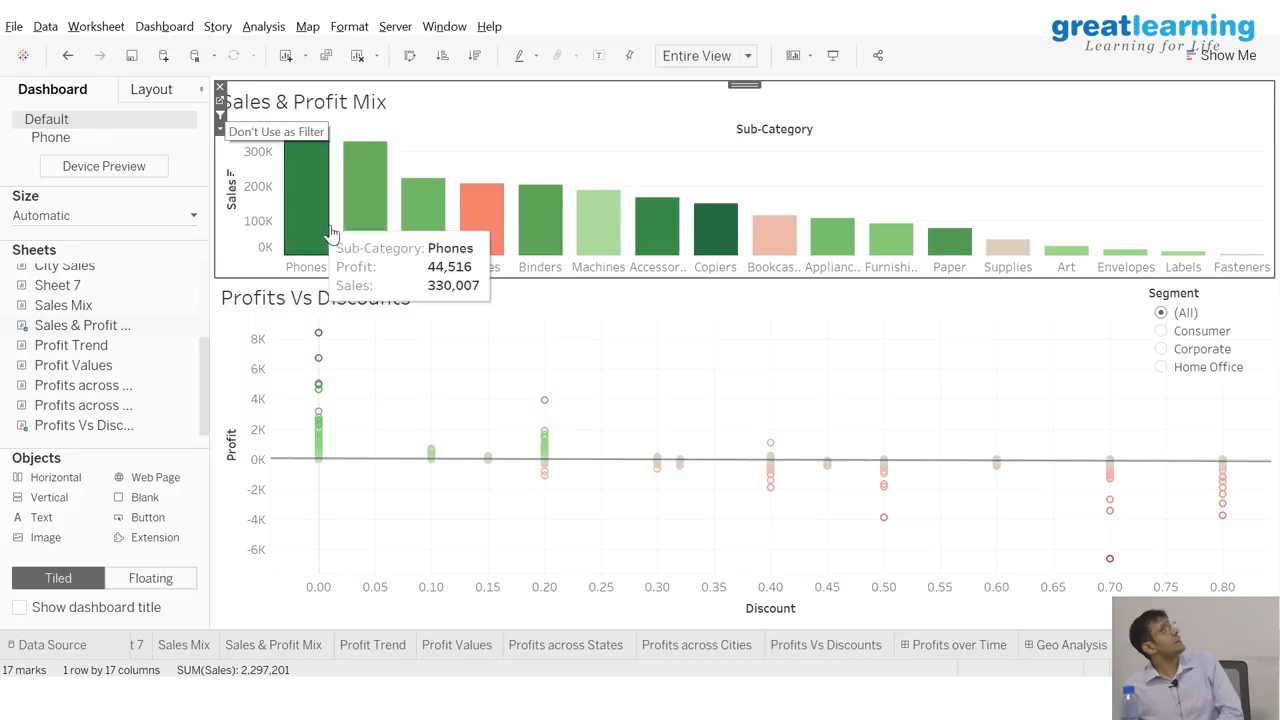 File Data Worksheet Dashboard Story Analysis Map Format Server Window Help
greatlearning
Learning for Life
Entire View
Show Me
Dashboard Layout
Default
Phone
Device Preview
Size
Automatic
Sheets
City Sales
Sheet 7
Sales Mix
Sales & Profit ...
Profit Trend
Profit Values
Profits across ...
Profits across ...
Profits Vs Disc...
Objects
Horizontal Web Page
Vertical Blank
Text Button
Image Extension
Tiled Floating
Show dashboard title
Sales & Profit Mix
Don't Use as Filter
Sub-Category
Sales
300K
200K
100K
0K
Phones Binders Machines Accessor.. Copiers Bookcas.. Applianc.. Furnishi.. Paper Supplies Art Envelopes Labels Fasteners
Sub-Category: Phones
Profit: 44,516
Sales: 330,007
Profits Vs Discounts
Segment
(All)
Consumer
Corporate
Home Office
Profit
8K
6K
4K
2K
0K
-2K
-4K
-6K
0.00 0.05 0.10 0.15 0.20 0.25 0.30 0.35 0.40 0.45 0.50 0.55 0.60 0.65 0.70 0.75 0.80
Discount
Data Source t 7 Sales Mix Sales & Profit Mix Profit Trend Profit Values Profits across States Profits across Cities Profits Vs Discounts Profits over Time Geo Analysis
17 marks 1 row by 17 columns SUM(Sales): 2,297,201